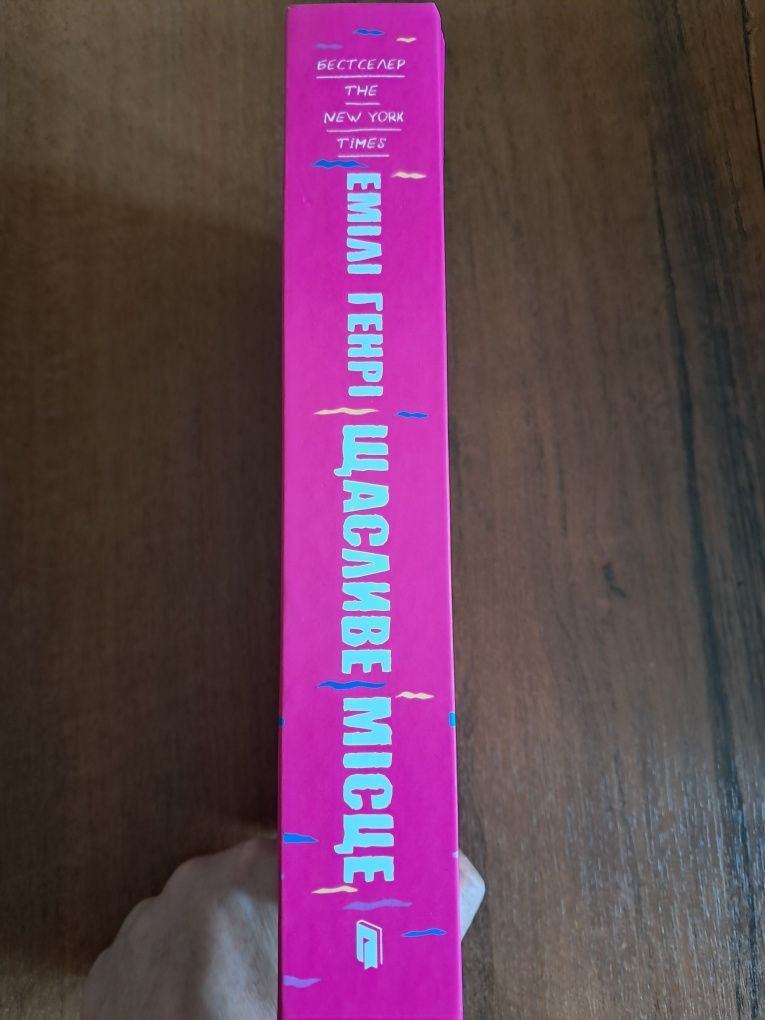 БЕСТСЕЛЕР
THE
NEW YORK
TIMES
ЕМІЛІ ГЕНРІ ЩАСЛИВЕ МІСЦЕ